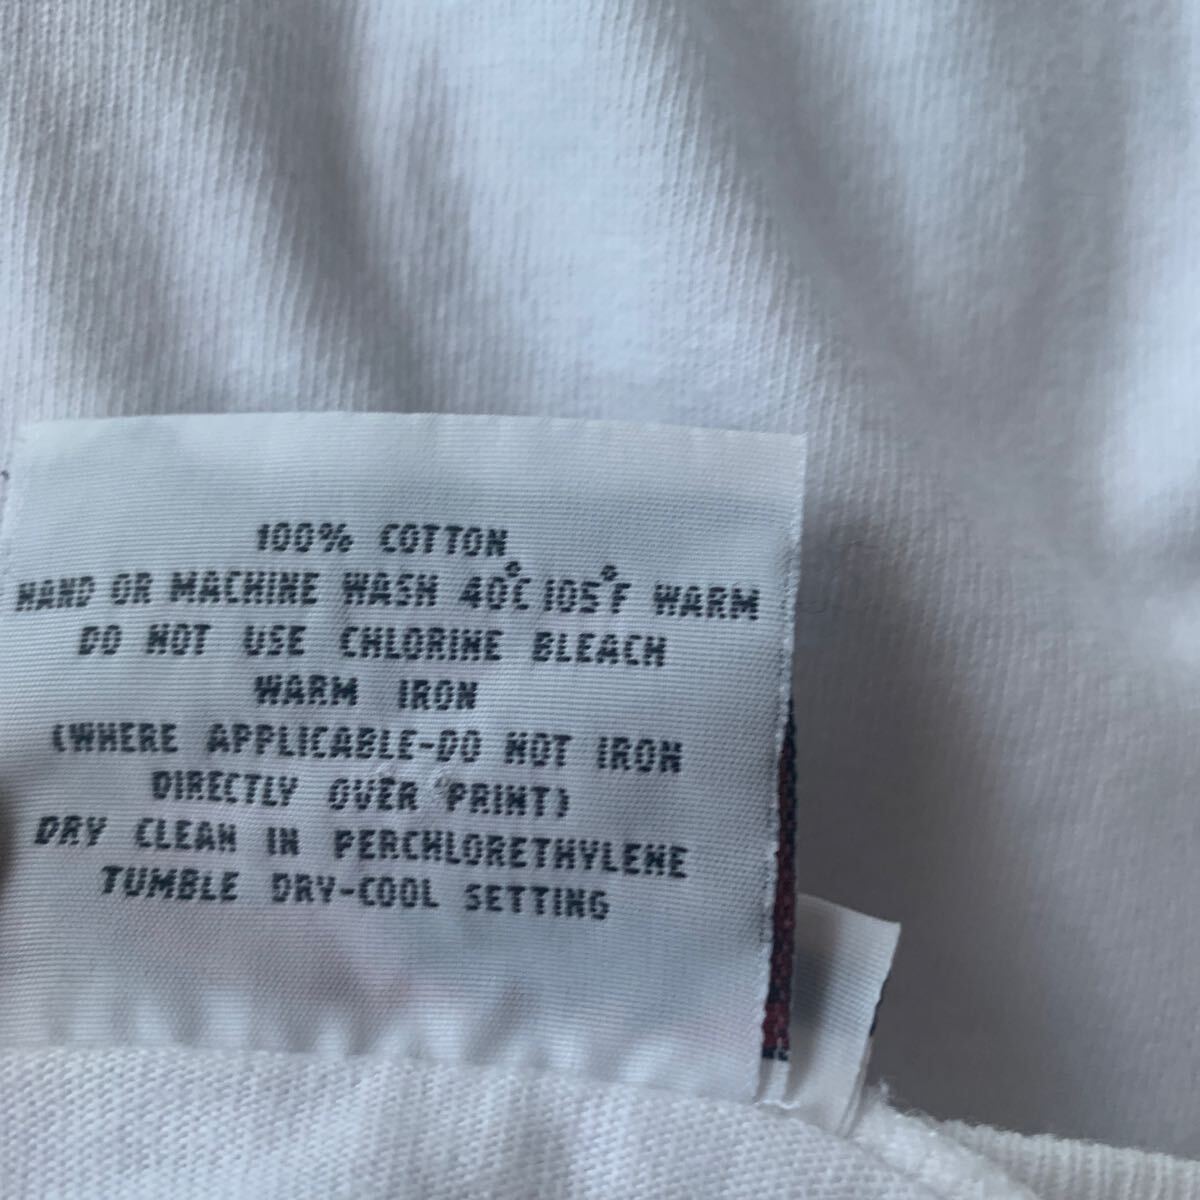 100% COTTON
HAND OR MACHINE WASH 40°C 105°F WARM
DO NOT USE CHLORINE BLEACH
WARM IRON
(WHERE APPLICABLE-DO NOT IRON
DIRECTLY OVER PRINT)
DRY CLEAN IN PERCHLORETHYLENE
TUMBLE DRY-COOL SETTING